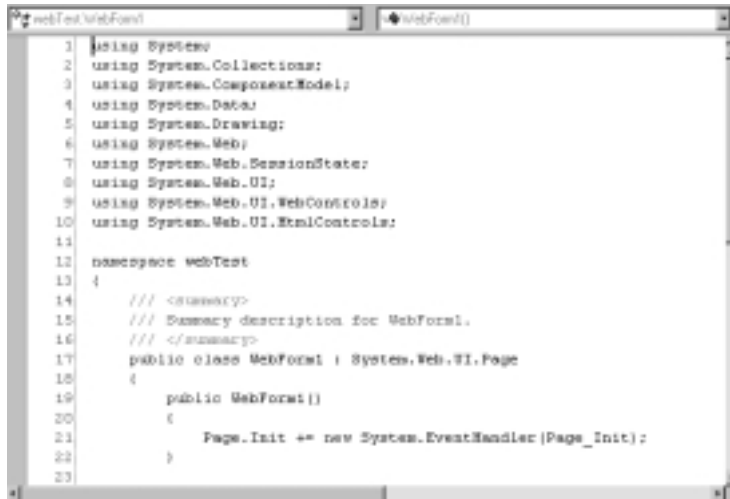 webTest.WebForm1
WebForm1()
1 using System;
2 using System.Collections;
3 using System.ComponentModel;
4 using System.Data;
5 using System.Drawing;
6 using System.Web;
7 using System.Web.SessionState;
8 using System.Web.UI;
9 using System.Web.UI.WebControls;
10 using System.Web.UI.HtmlControls;
11
12 namespace webTest
13 {
14 /// <summary>
15 /// Summary description for WebForm1.
16 /// </summary>
17 public class WebForm1 : System.Web.UI.Page
18 {
19 public WebForm1()
20 {
21 Page.Init += new System.EventHandler(Page_Init);
22 }
23